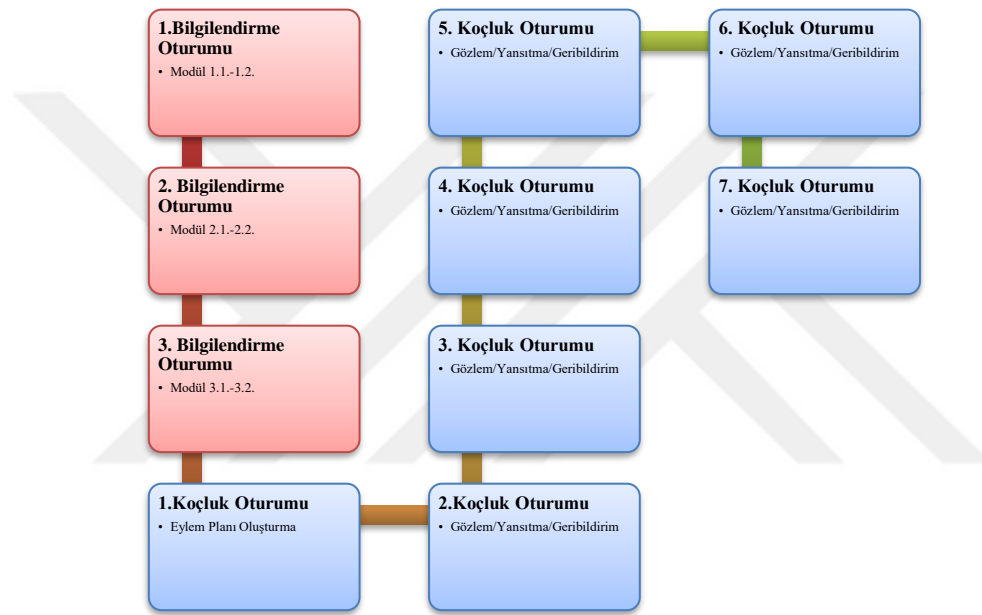 1.Bilgilendirme
Oturumu
• Modül 1.1.-1.2.
2. Bilgilendirme
Oturumu
• Modül 2.1.-2.2.
3. Bilgilendirme
Oturumu
• Modül 3.1.-3.2.
1.Koçluk Oturumu
• Eylem Planı Oluşturma
2.Koçluk Oturumu
• Gözlem/Yansıtma/Geribildirim
3. Koçluk Oturumu
• Gözlem/Yansıtma/Geribildirim
4. Koçluk Oturumu
• Gözlem/Yansıtma/Geribildirim
5. Koçluk Oturumu
• Gözlem/Yansıtma/Geribildirim
6. Koçluk Oturumu
• Gözlem/Yansıtma/Geribildirim
7. Koçluk Oturumu
• Gözlem/Yansıtma/Geribildirim